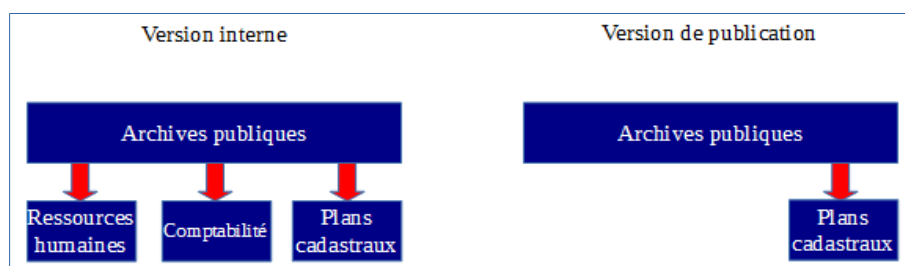 Version interne
Version de publication
Archives publiques
Archives publiques
Ressources
humaines
Comptabilité
Plans
cadastraux
Plans
cadastraux